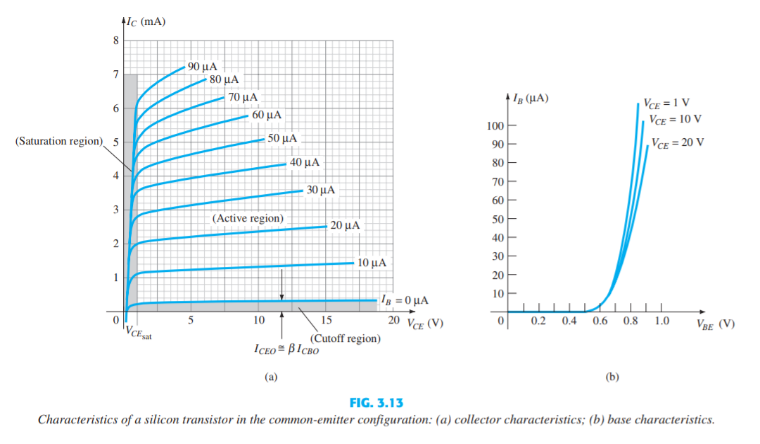 I_C (mA)
8
7
6
5
4
3
2
1
0
(Saturation region)
90 μA
80 μA
70 μA
60 μA
50 μA
40 μA
30 μA
(Active region)
20 μA
10 μA
I_B = 0 μA
5
10
15
20
V_CE (V)
V_CE_sat
(Cutoff region)
I_CEO ≅ β I_CBO
(a)
I_B (μA)
100
90
80
70
60
50
40
30
20
10
0
V_CE = 1 V
V_CE = 10 V
V_CE = 20 V
0.2
0.4
0.6
0.8
1.0
V_BE (V)
(b)
FIG. 3.13
Characteristics of a silicon transistor in the common-emitter configuration: (a) collector characteristics; (b) base characteristics.